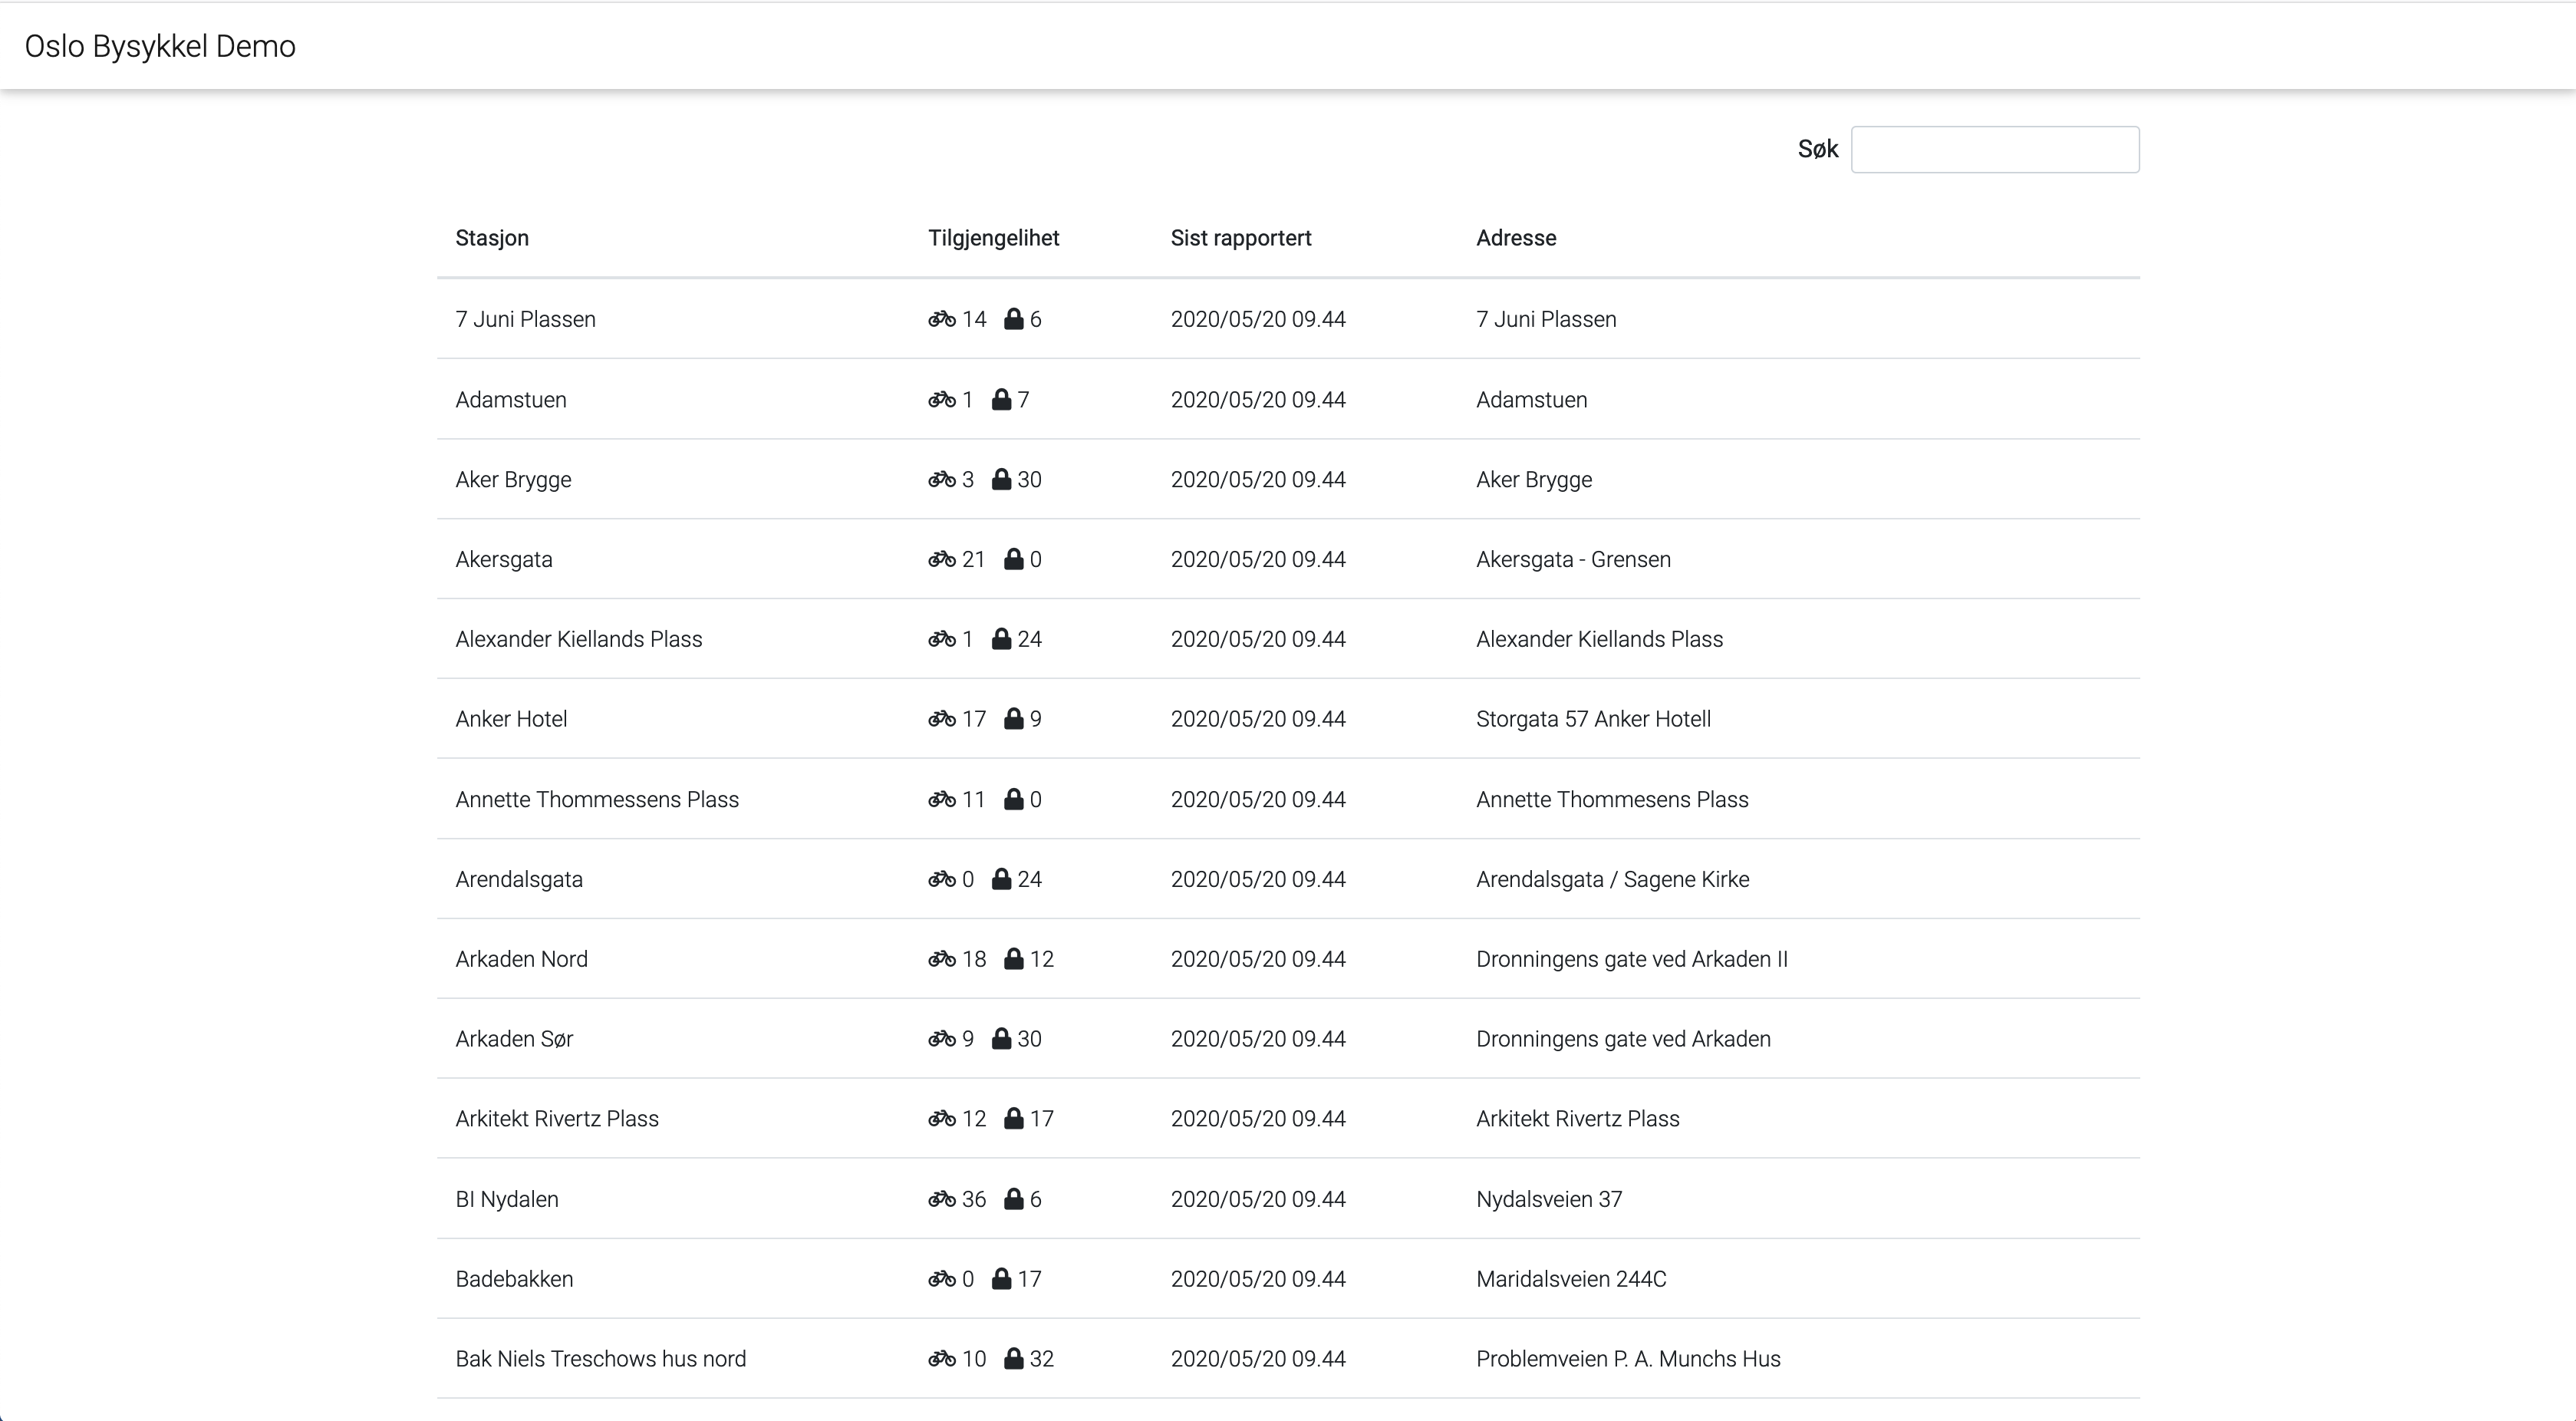 Oslo Bysykkel Demo
Søk
Stasjon Tilgjengelihet Sist rapportert Adresse
7 Juni Plassen 14 6 2020/05/20 09.44 7 Juni Plassen
Adamstuen 1 7 2020/05/20 09.44 Adamstuen
Aker Brygge 3 30 2020/05/20 09.44 Aker Brygge
Akersgata 21 0 2020/05/20 09.44 Akersgata - Grensen
Alexander Kiellands Plass 1 24 2020/05/20 09.44 Alexander Kiellands Plass
Anker Hotel 17 9 2020/05/20 09.44 Storgata 57 Anker Hotell
Annette Thommessens Plass 11 0 2020/05/20 09.44 Annette Thommesens Plass
Arendalsgata 0 24 2020/05/20 09.44 Arendalsgata / Sagene Kirke
Arkaden Nord 18 12 2020/05/20 09.44 Dronningens gate ved Arkaden II
Arkaden Sør 9 30 2020/05/20 09.44 Dronningens gate ved Arkaden
Arkitekt Rivertz Plass 12 17 2020/05/20 09.44 Arkitekt Rivertz Plass
BI Nydalen 36 6 2020/05/20 09.44 Nydalsveien 37
Badebakken 0 17 2020/05/20 09.44 Maridalsveien 244C
Bak Niels Treschows hus nord 10 32 2020/05/20 09.44 Problemveien P. A. Munchs Hus